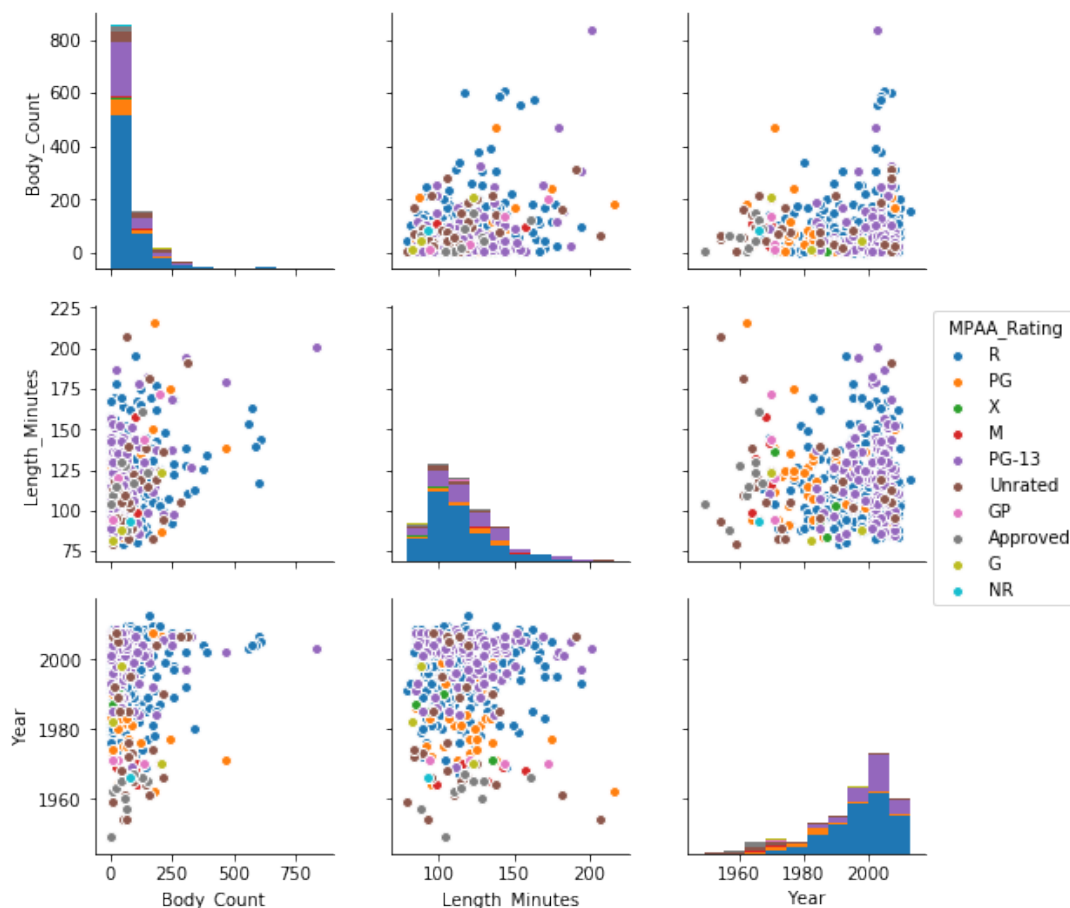 800
600
400
200
0
Body_Count
225
200
175
150
125
100
75
Length_Minutes
MPAA_Rating
R
PG
X
M
PG-13
Unrated
GP
Approved
G
NR
2000
1980
1960
Year
0 250 500 750
Body_Count
100 150 200
Length_Minutes
1960 1980 2000
Year